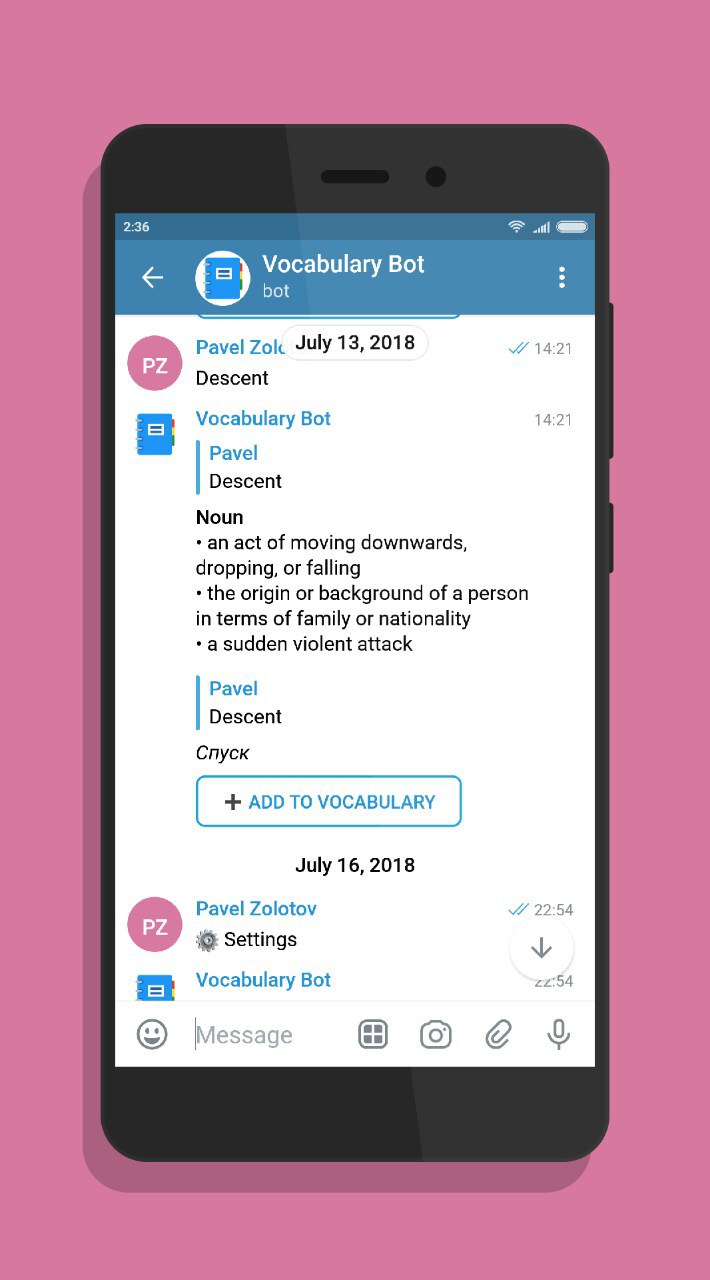 2:36
Vocabulary Bot
bot
July 13, 2018
PZ
Pavel
14:21
Descent
Vocabulary Bot
14:21
Pavel
Descent
Noun
• an act of moving downwards,
dropping, or falling
• the origin or background of a person
in terms of family or nationality
• a sudden violent attack
Pavel
Descent
Спуск
+ ADD TO VOCABULARY
July 16, 2018
PZ
Pavel Zolotov
22:54
Settings
Vocabulary Bot
22:54
Message